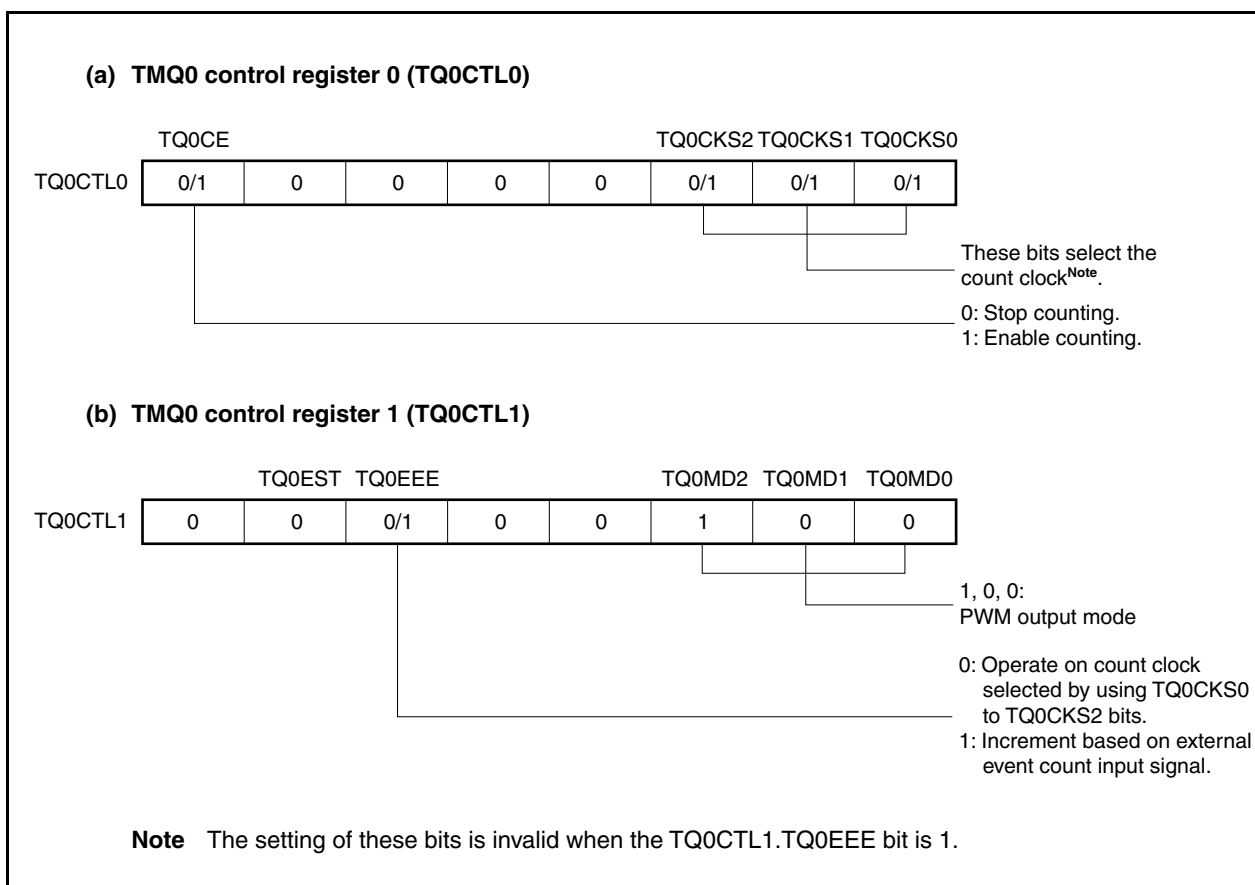 (a) TMQ0 control register 0 (TQ0CTL0)
TQ0CE TQ0CKS2 TQ0CKS1 TQ0CKS0
TQ0CTL0 0/1 0 0 0 0 0/1 0/1 0/1
These bits select the
count clockNote.
0: Stop counting.
1: Enable counting.
(b) TMQ0 control register 1 (TQ0CTL1)
TQ0EST TQ0EEE TQ0MD2 TQ0MD1 TQ0MD0
TQ0CTL1 0 0 0/1 0 0 1 0 0
1, 0, 0:
PWM output mode
0: Operate on count clock
selected by using TQ0CKS0
to TQ0CKS2 bits.
1: Increment based on external
event count input signal.
Note The setting of these bits is invalid when the TQ0CTL1.TQ0EEE bit is 1.